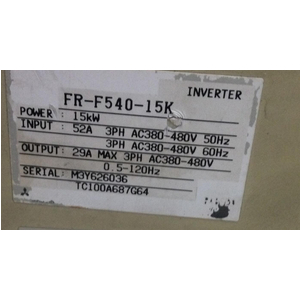 INVERTER
FR-F540-15K
POWER : 15kW
INPUT : 52A 3PH AC380-480V 50Hz
3PH AC380-480V 60Hz
OUTPUT: 29A MAX 3PH AC380-480V
0.5-120Hz
SERIAL: M3Y626036
TC100A687G64